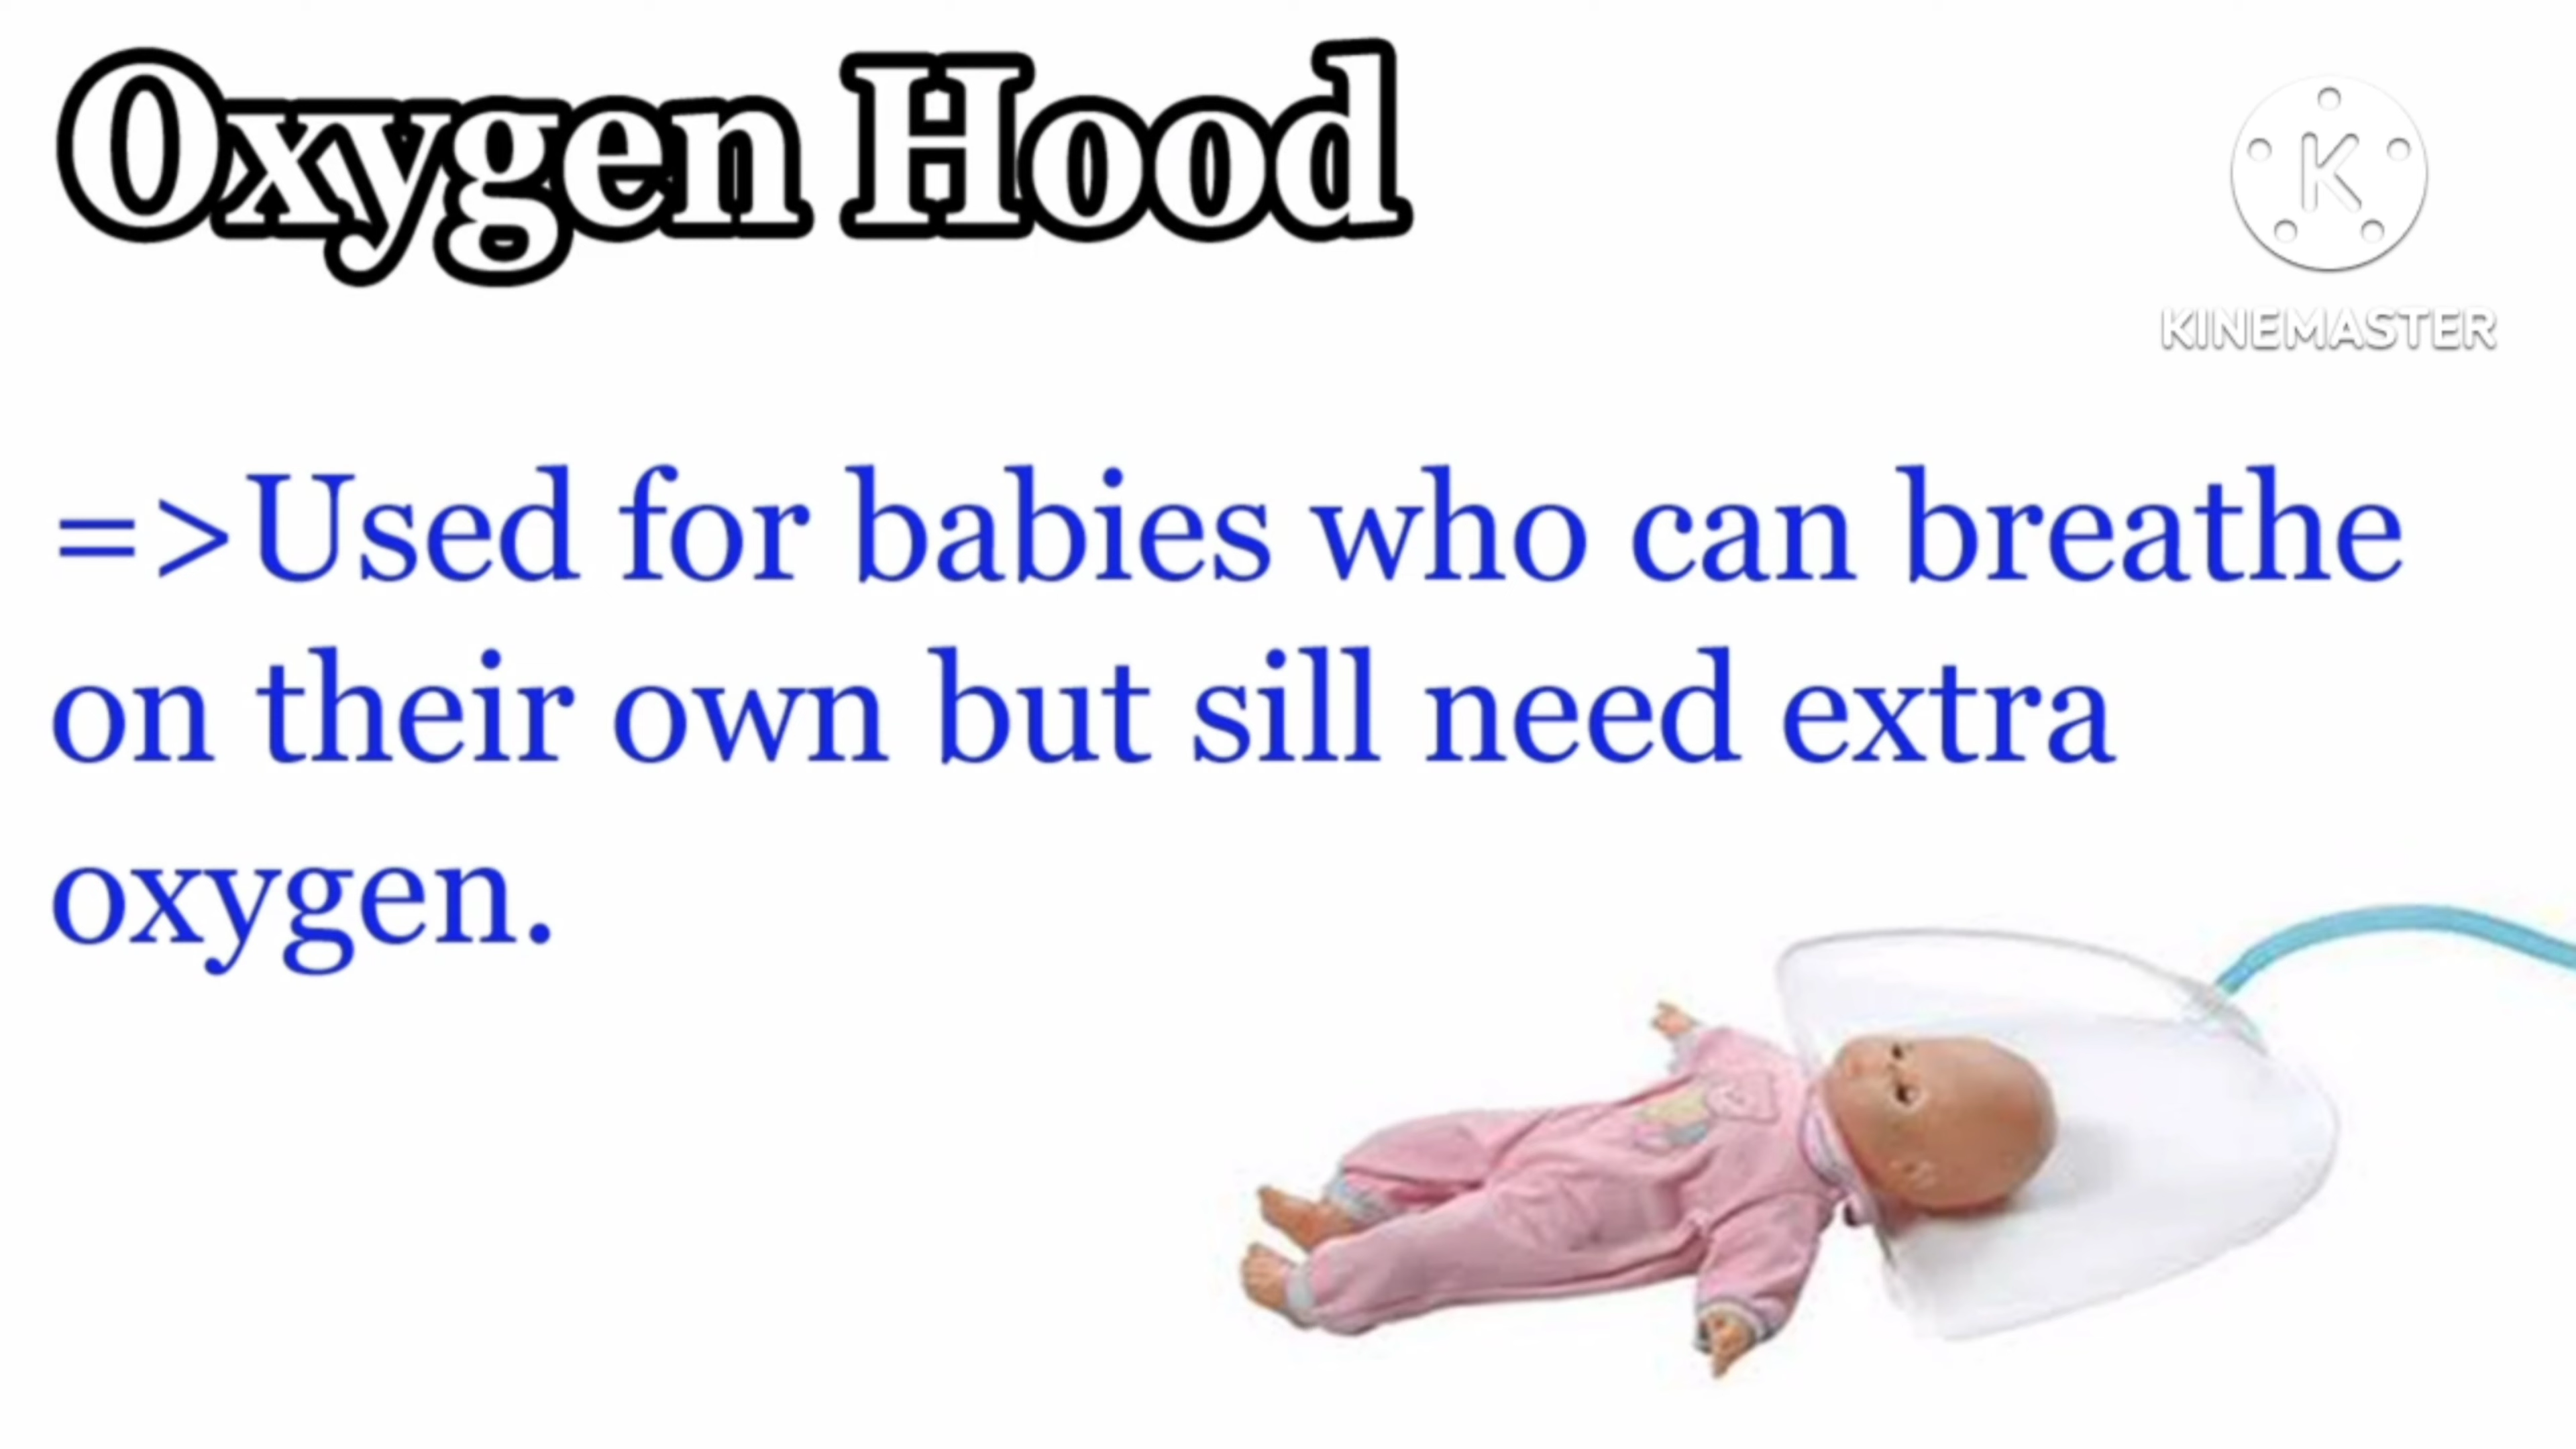 Oxygen Hood
K
KINEMASTER
=>Used for babies who can breathe
on their own but sill need extra
oxygen.